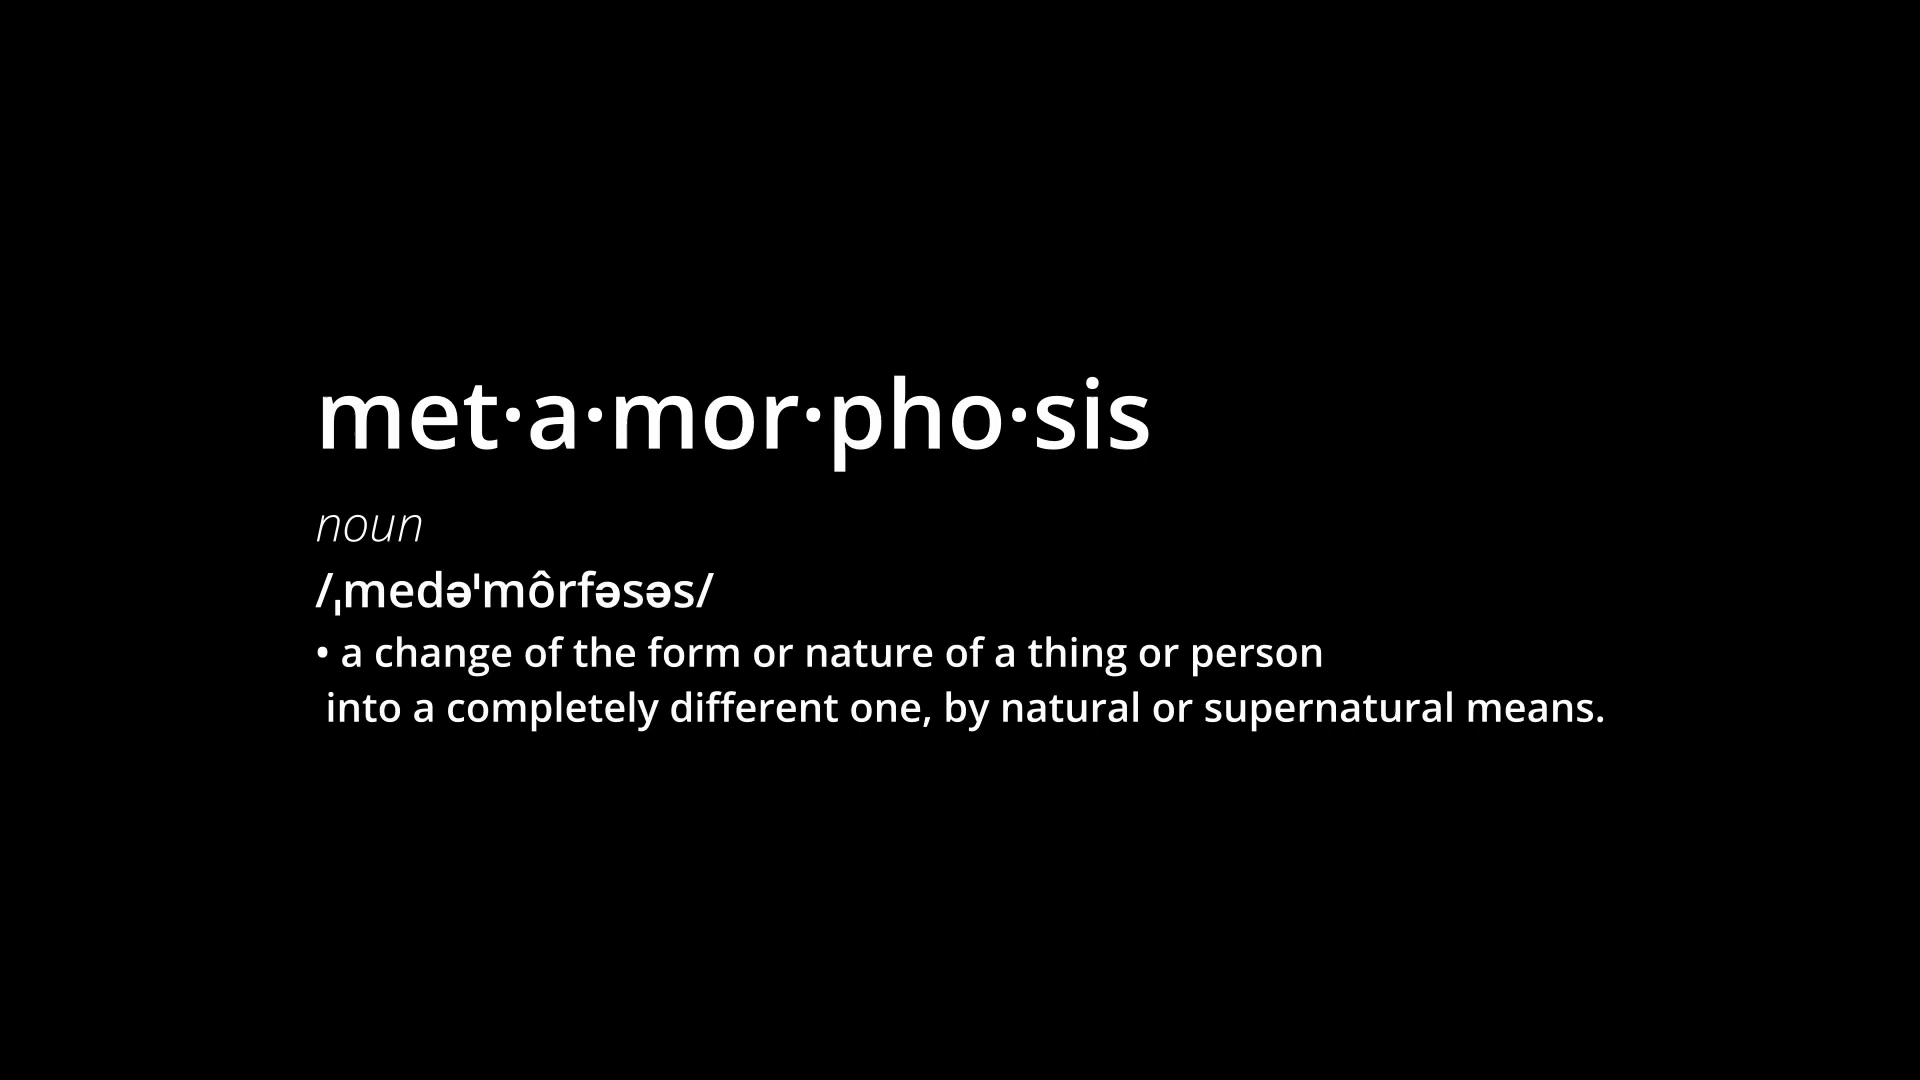 met·a·mor·pho·sis
noun
/ˌmedəˈmôrfəsəs/
• a change of the form or nature of a thing or person
into a completely different one, by natural or supernatural means.